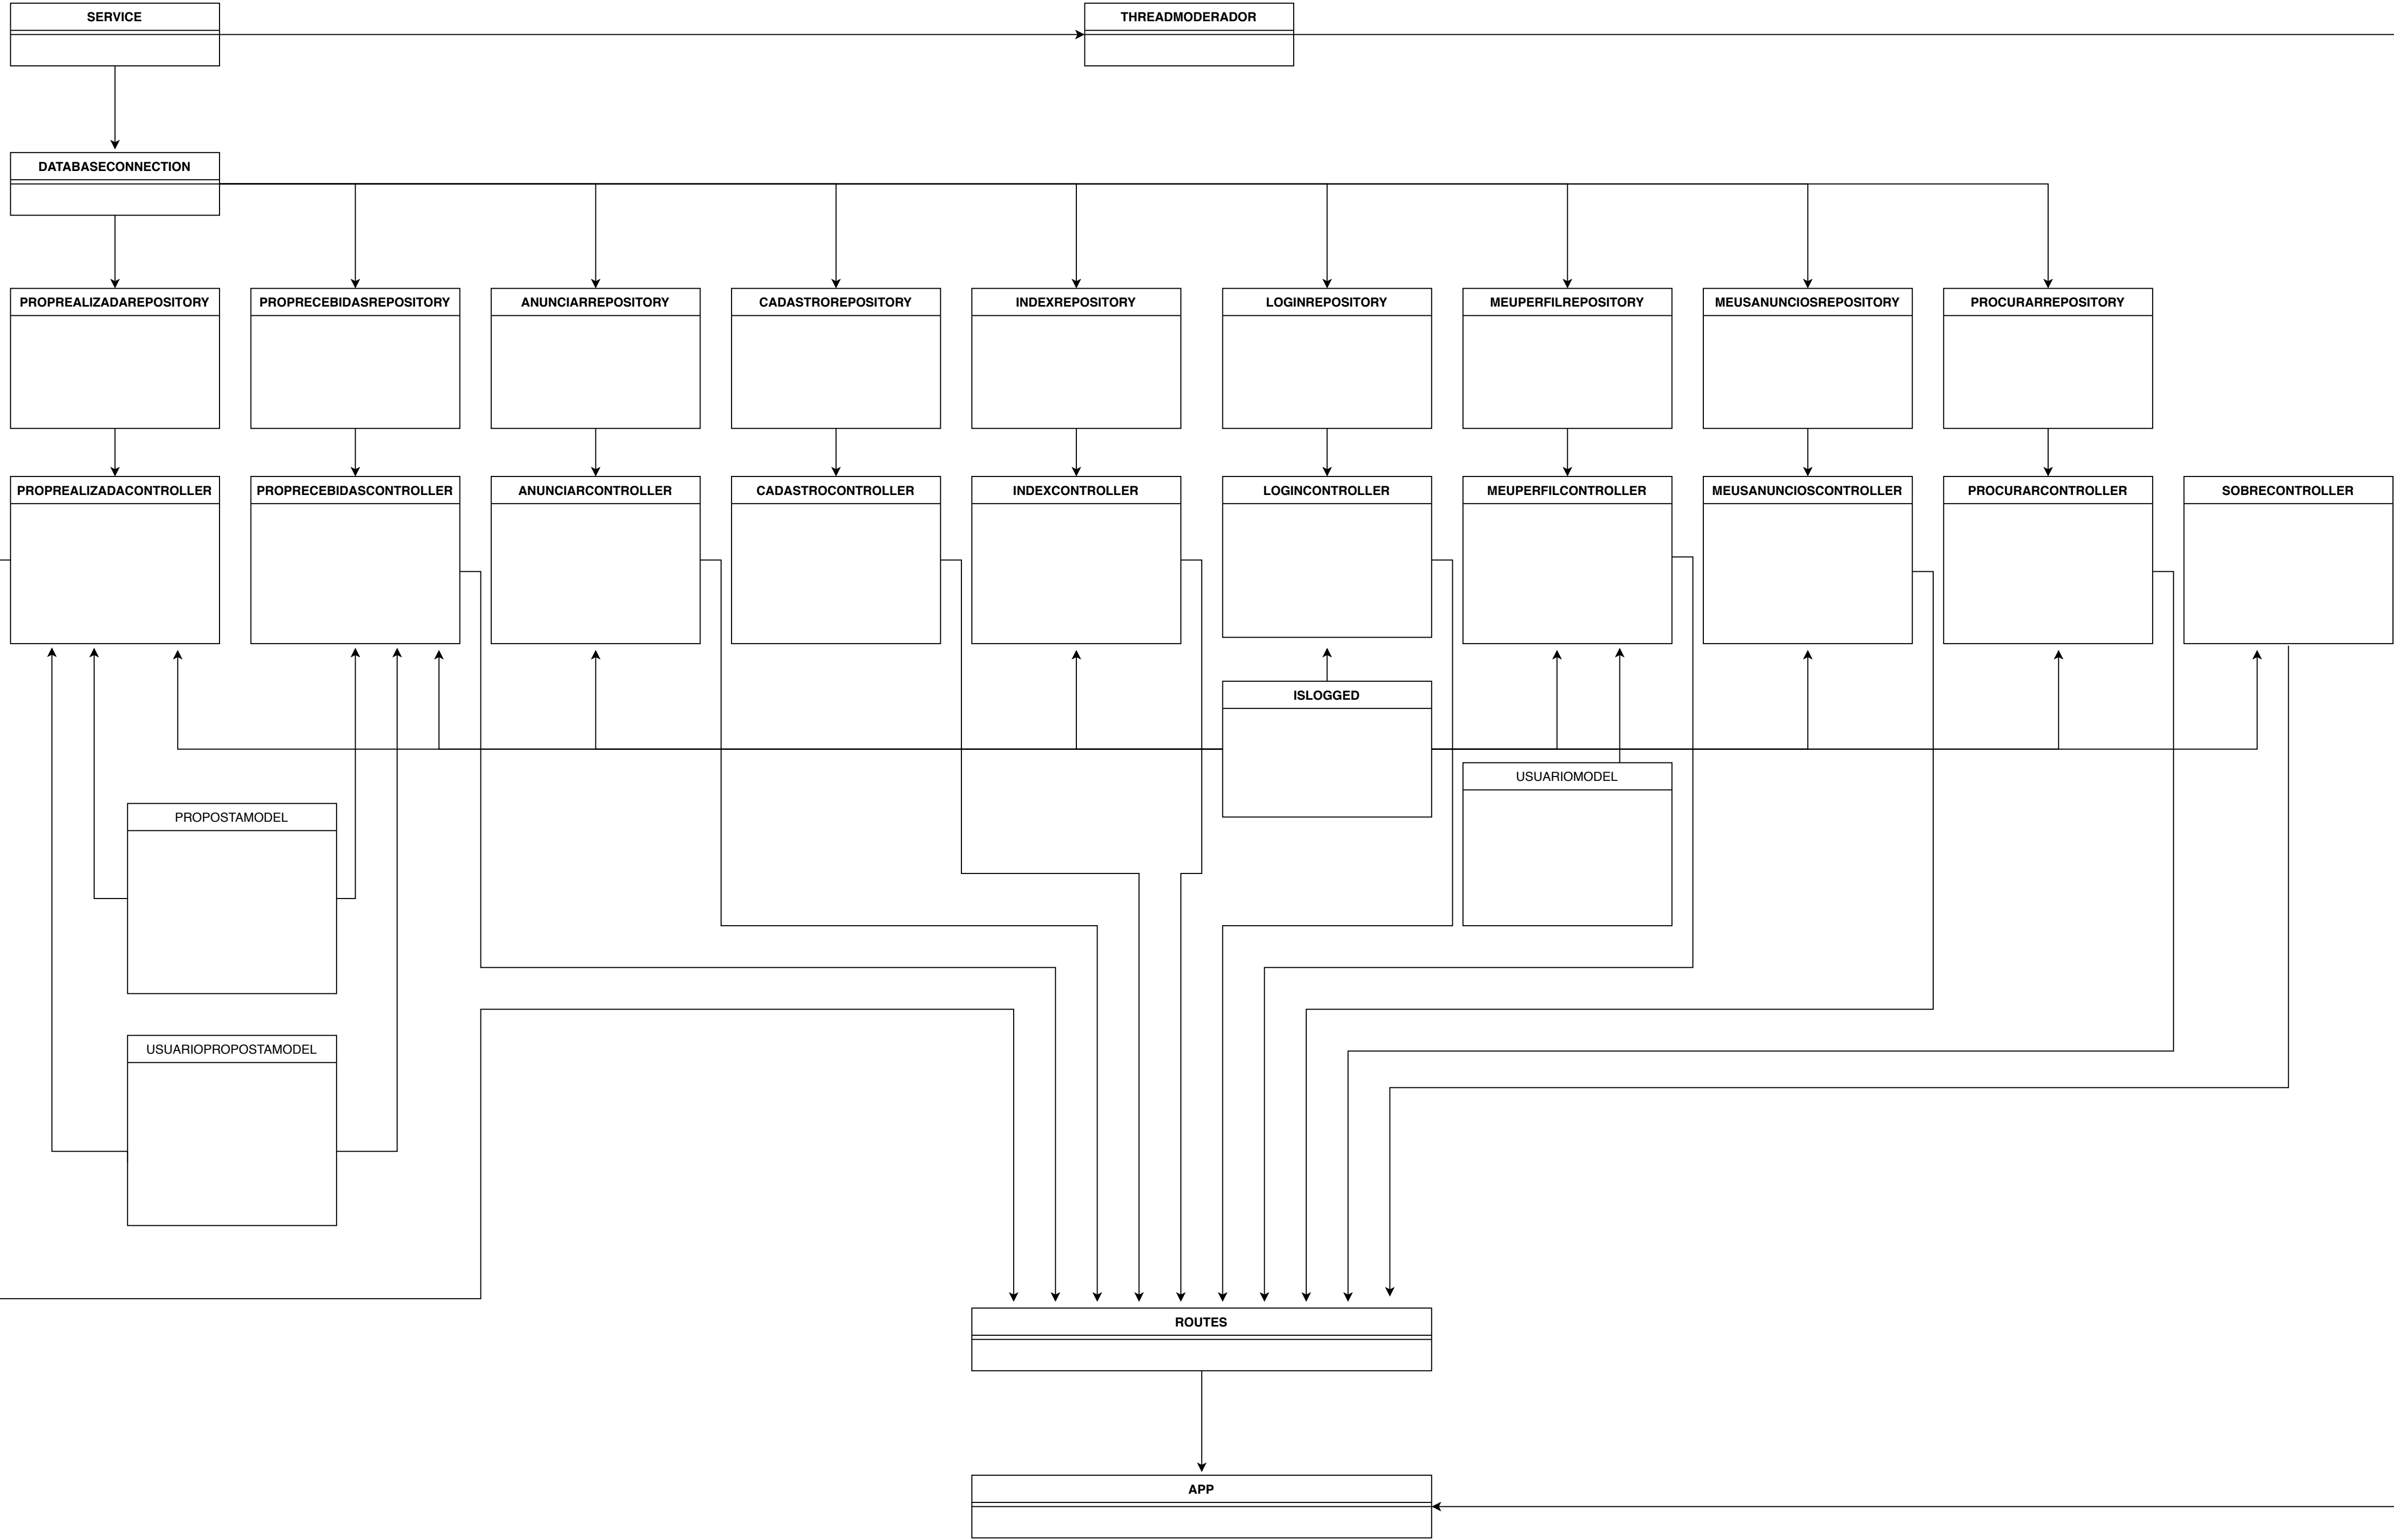 SERVICE
THREADMODERADOR
DATABASECONNECTION
PROPREALIZADAREPOSITORY
PROPRECEBIDASREPOSITORY
ANUNCIARREPOSITORY
CADASTROREPOSITORY
INDEXREPOSITORY
LOGINREPOSITORY
MEUPERFILREPOSITORY
MEUSANUNCIOSREPOSITORY
PROCURARREPOSITORY
PROPREALIZADACONTROLLER
PROPRECEBIDASCONTROLLER
ANUNCIARCONTROLLER
CADASTROCONTROLLER
INDEXCONTROLLER
LOGINCONTROLLER
MEUPERFILCONTROLLER
MEUSANUNCIOSCONTROLLER
PROCURARCONTROLLER
SOBRECONTROLLER
ISLOGGED
USUARIOMODEL
PROPOSTAMODEL
USUARIOPROPOSTAMODEL
ROUTES
APP